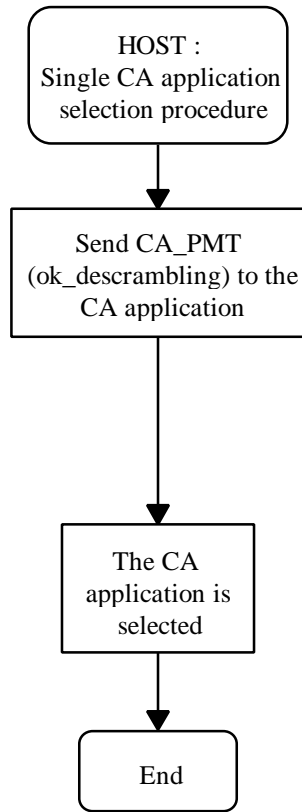 HOST :
Single CA application
selection procedure
Send CA_PMT
(ok_descrambling) to the
CA application
The CA
application is
selected
End